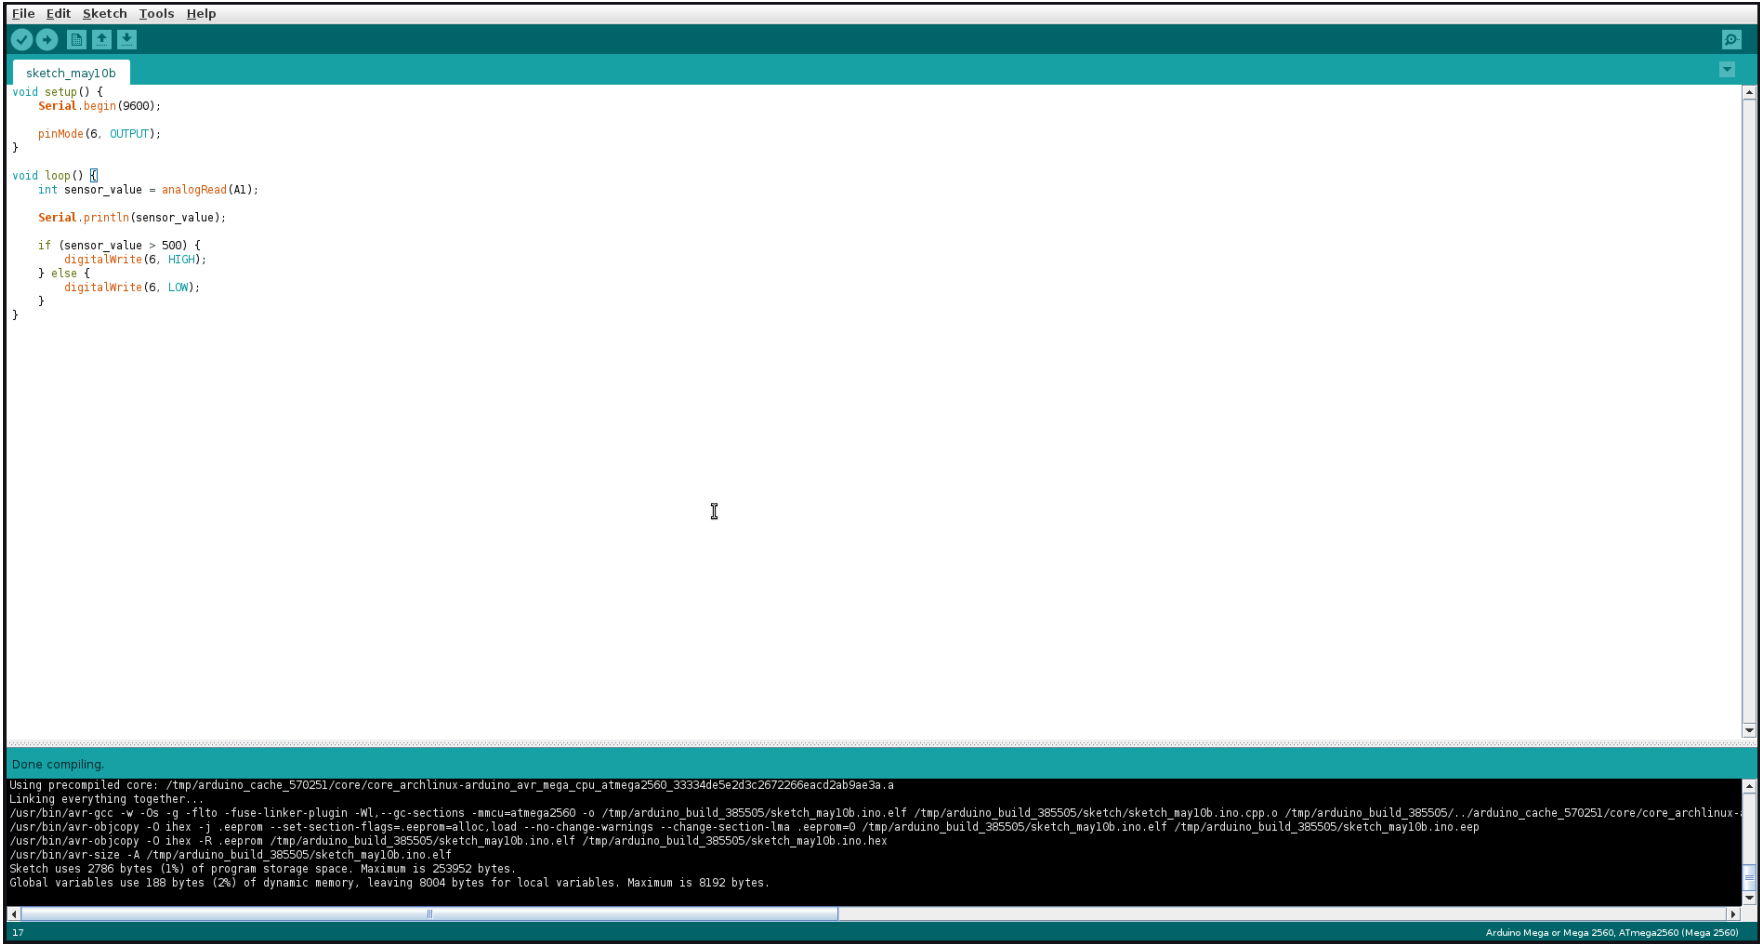 File Edit Sketch Tools Help
sketch_may10b
void setup() {
    Serial.begin(9600);
    pinMode(6, OUTPUT);
}
void loop() {
    int sensor_value = analogRead(A1);
    Serial.println(sensor_value);
    if (sensor_value > 500) {
        digitalWrite(6, HIGH);
    } else {
        digitalWrite(6, LOW);
    }
}
Done compiling.
Using precompiled core: /tmp/arduino_cache_570251/core/core_archlinux-arduino_avr_mega_cpu_atmega2560_33334de5e2d3c2672266eacd2ab9ae3a.a
Linking everything together...
/usr/bin/avr-gcc -w -Os -g -flto -fuse-linker-plugin -Wl,--gc-sections -mmcu=atmega2560 -o /tmp/arduino_build_385505/sketch_may10b.ino.elf /tmp/arduino_build_385505/sketch/sketch_may10b.ino.cpp.o /tmp/arduino_build_385505/../arduino_cache_570251/core/core_archlinux-a
/usr/bin/avr-objcopy -O ihex -j .eeprom --set-section-flags=.eeprom=alloc,load --no-change-warnings --change-section-lma .eeprom=0 /tmp/arduino_build_385505/sketch_may10b.ino.elf /tmp/arduino_build_385505/sketch_may10b.ino.eep
/usr/bin/avr-objcopy -O ihex -R .eeprom /tmp/arduino_build_385505/sketch_may10b.ino.elf /tmp/arduino_build_385505/sketch_may10b.ino.hex
/usr/bin/avr-size -A /tmp/arduino_build_385505/sketch_may10b.ino.elf
Sketch uses 2786 bytes (1%) of program storage space. Maximum is 253952 bytes.
Global variables use 188 bytes (2%) of dynamic memory, leaving 8004 bytes for local variables. Maximum is 8192 bytes.
17 Arduino Mega or Mega 2560, ATmega2560 (Mega 2560)